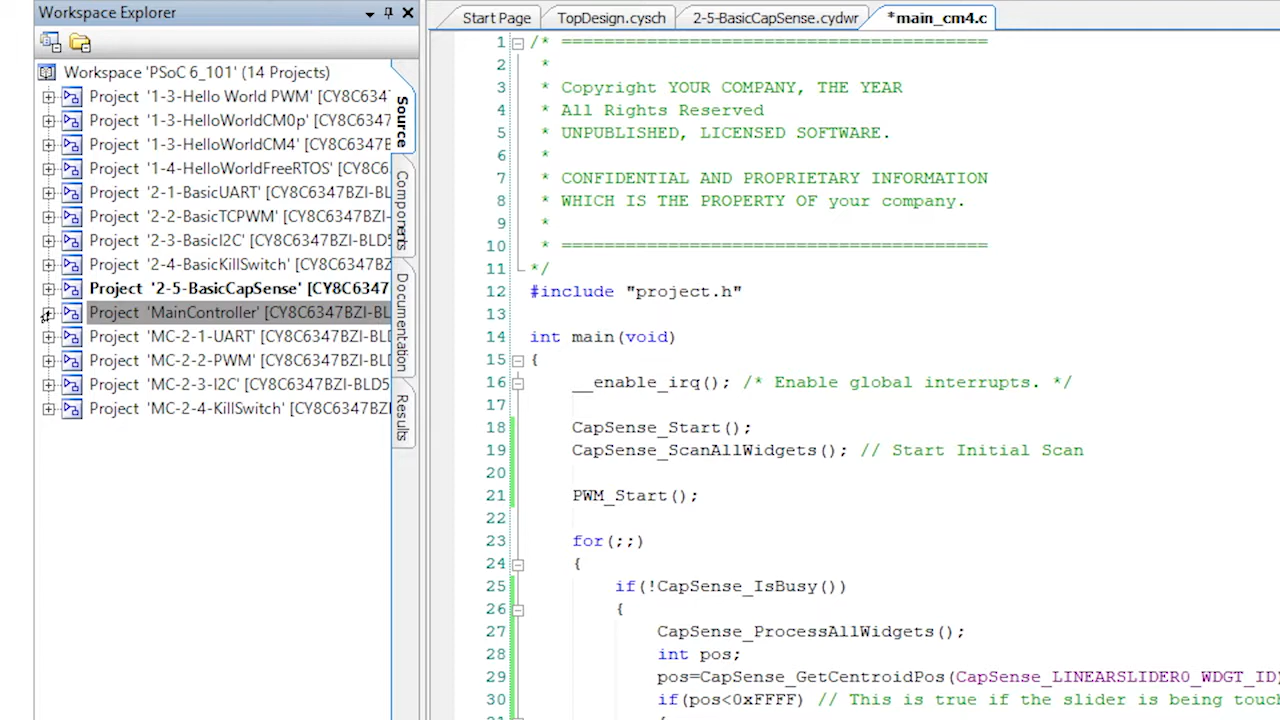 Workspace Explorer
Workspace 'PSoC 6_101' (14 Projects)
Project '1-3-Hello World PWM' [CY8C634
Project '1-3-HelloWorldCM0p' [CY8C6347
Project '1-3-HelloWorldCM4' [CY8C6347B
Project '1-4-HelloWorldFreeRTOS' [CY8C6
Project '2-1-BasicUART' [CY8C6347BZI-BL
Project '2-2-BasicTCPWM' [CY8C6347BZI-
Project '2-3-BasicI2C' [CY8C6347BZI-BLD5
Project '2-4-BasicKillSwitch' [CY8C6347BZ
Project '2-5-BasicCapSense' [CY8C6347
Project 'MainController' [CY8C6347BZI-BL
Project 'MC-2-1-UART' [CY8C6347BZI-BLD
Project 'MC-2-2-PWM' [CY8C6347BZI-BLD
Project 'MC-2-3-I2C' [CY8C6347BZI-BLD5
Project 'MC-2-4-KillSwitch' [CY8C6347BZI
Source
Components
Documentation
Results
Start Page TopDesign.cysch 2-5-BasicCapSense.cydwr *main_cm4.c
1 /* ========================================
2 *
3 * Copyright YOUR COMPANY, THE YEAR
4 * All Rights Reserved
5 * UNPUBLISHED, LICENSED SOFTWARE.
6 *
7 * CONFIDENTIAL AND PROPRIETARY INFORMATION
8 * WHICH IS THE PROPERTY OF your company.
9 *
10 * ========================================
11 */
12 #include "project.h"
13
14 int main(void)
15 {
16 __enable_irq(); /* Enable global interrupts. */
17
18 CapSense_Start();
19 CapSense_ScanAllWidgets(); // Start Initial Scan
20
21 PWM_Start();
22
23 for(;;)
24 {
25 if(!CapSense_IsBusy())
26 {
27 CapSense_ProcessAllWidgets();
28 int pos;
29 pos=CapSense_GetCentroidPos(CapSense_LINEARSLIDER0_WDGT_ID)
30 if(pos<0xFFFF) // This is true if the slider is being touc